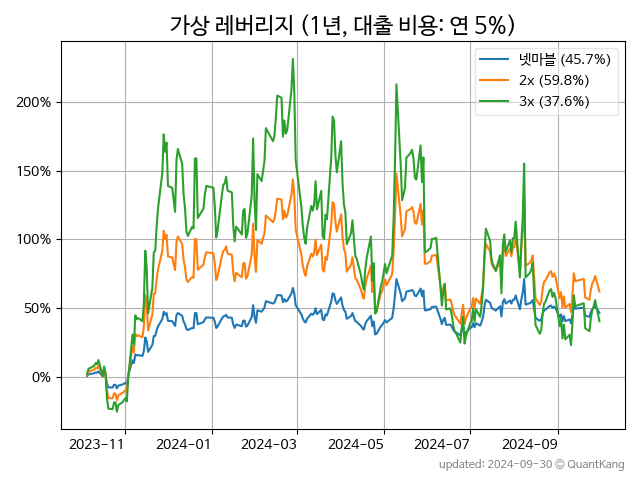 가상 레버리지 (1년, 대출 비용: 연 5%)
넷마블 (45.7%)
2x (59.8%)
3x (37.6%)
200%
150%
100%
50%
0%
2023-11 2024-01 2024-03 2024-05 2024-07 2024-09
updated: 2024-09-30 © QuantKang